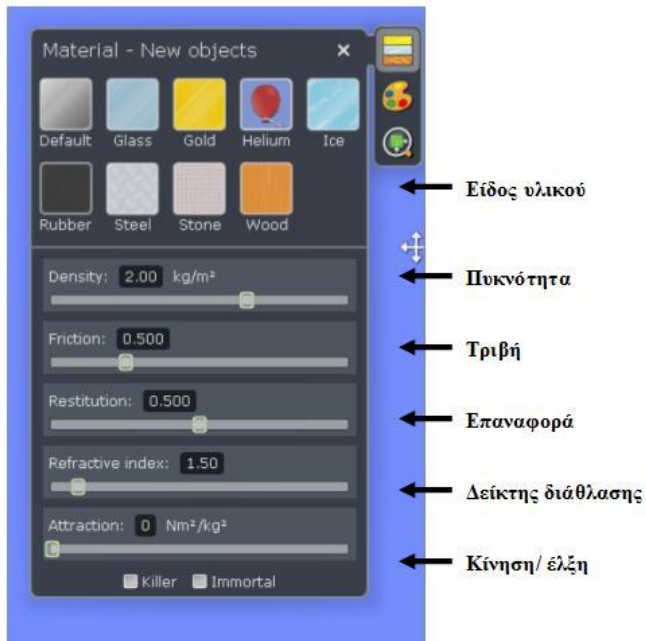 Material - New objects
Default Glass Gold Helium Ice
Είδος υλικού
Rubber Steel Stone Wood
Density: 2.00 kg/m²
Πυκνότητα
Friction: 0.500
Τριβή
Restitution: 0.500
Επαναφορά
Refractive index: 1.50
Δείκτης διάθλασης
Attraction: 0 Nm²/kg²
Κίνηση/ έλξη
Killer Immortal